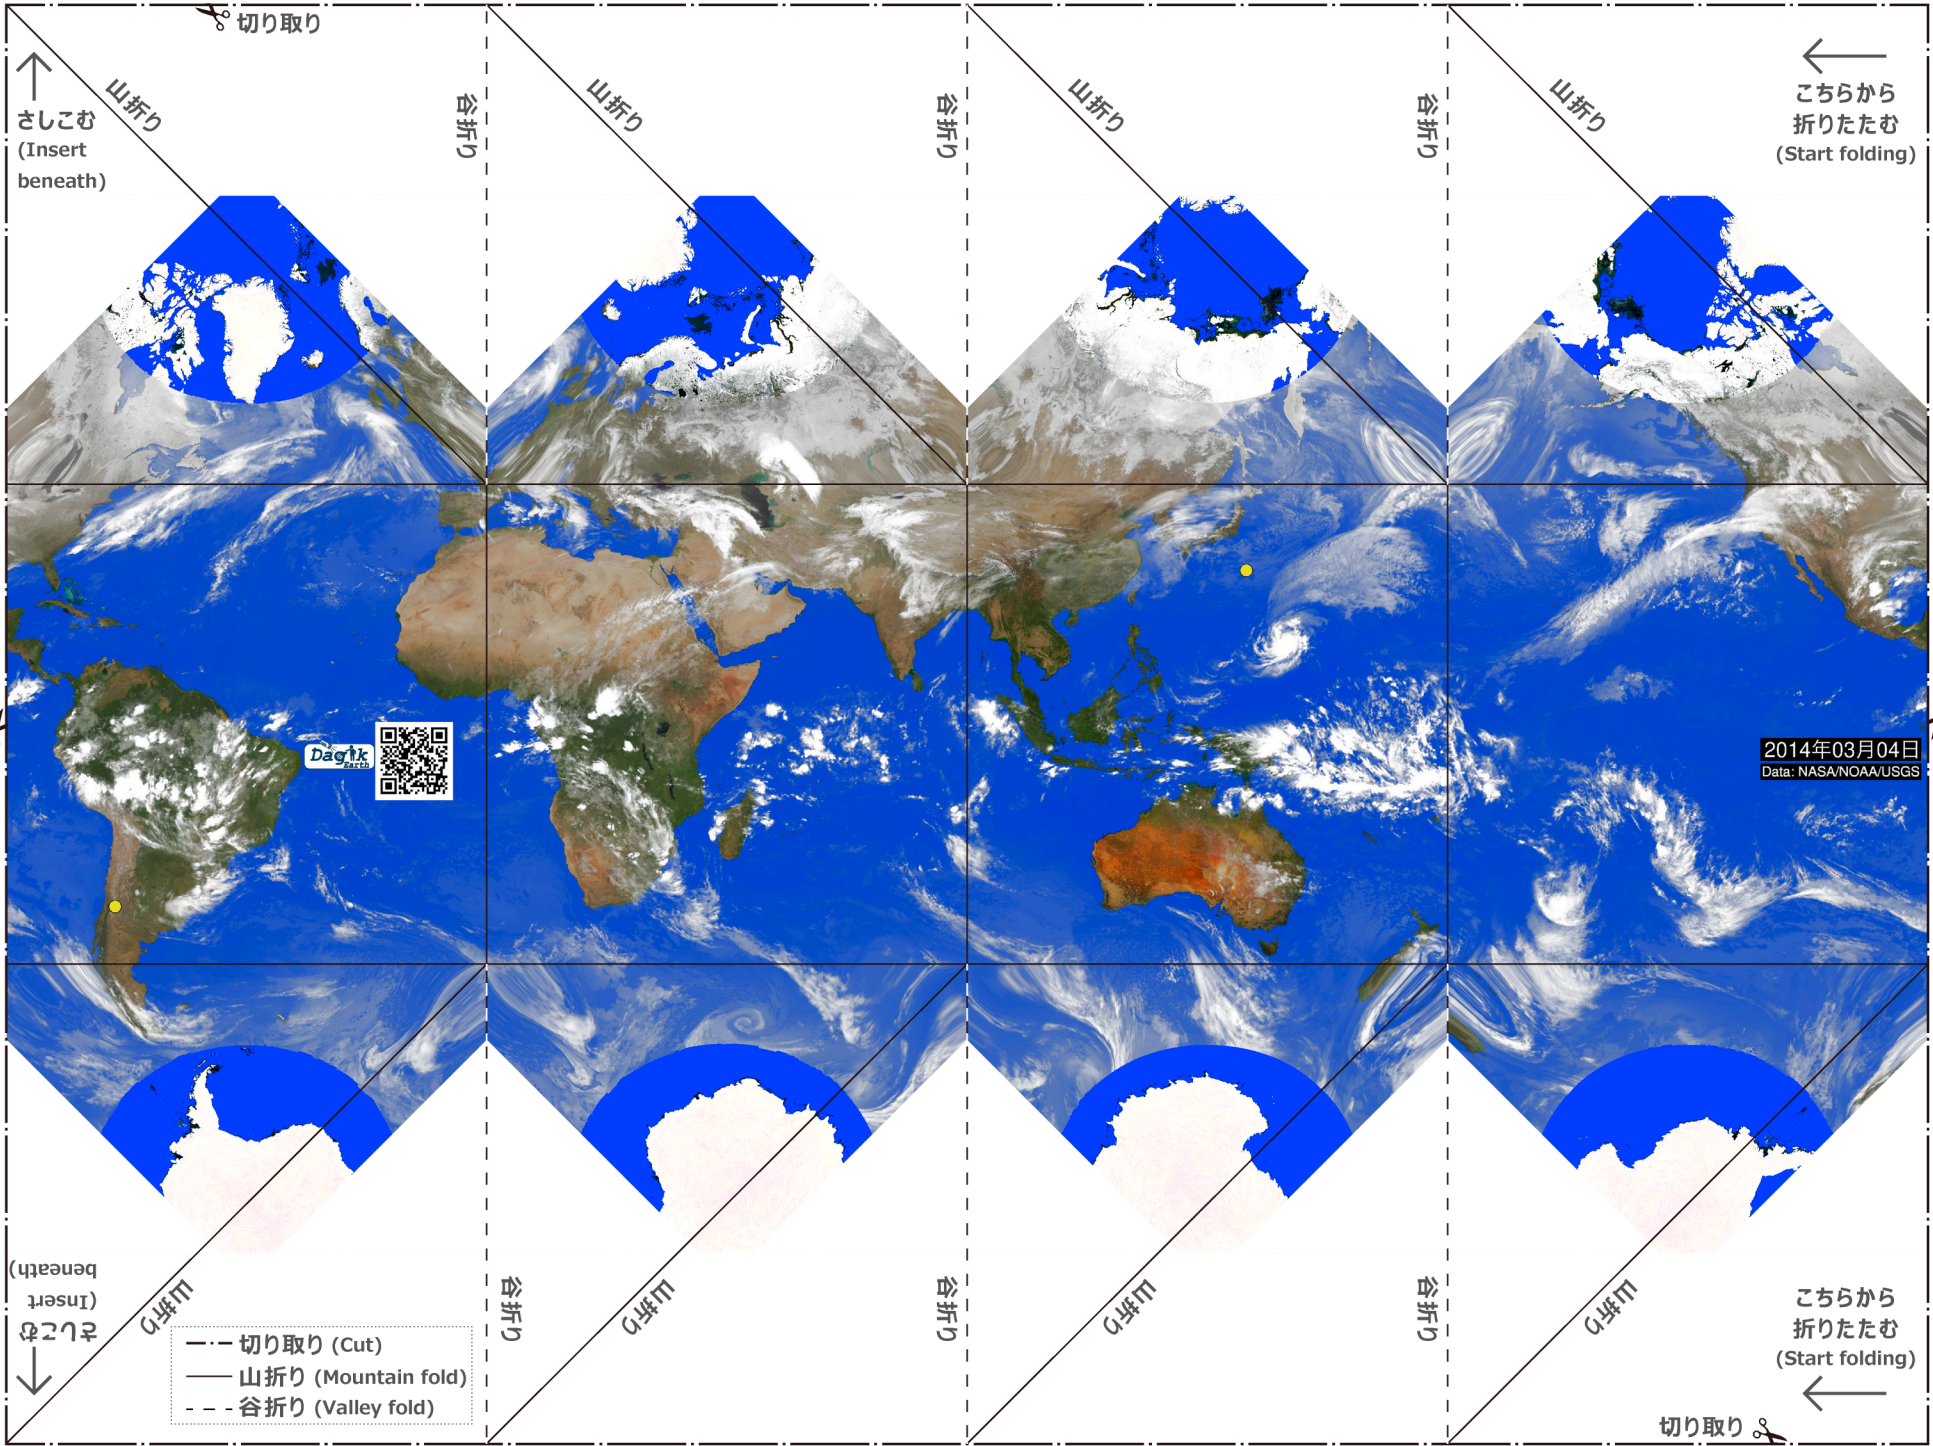 切り取り
山折り
谷折り
山折り
谷折り
山折り
谷折り
山折り
さしこむ
(Insert
beneath)
こちらから
折りたたむ
(Start folding)
Dagik
Earth
2014年03月04日
Data: NASA/NOAA/USGS
さしこむ
(Insert
beneath)
山折り
谷折り
山折り
谷折り
山折り
谷折り
山折り
こちらから
折りたたむ
(Start folding)
切り取り (Cut)
山折り (Mountain fold)
谷折り (Valley fold)
切り取り